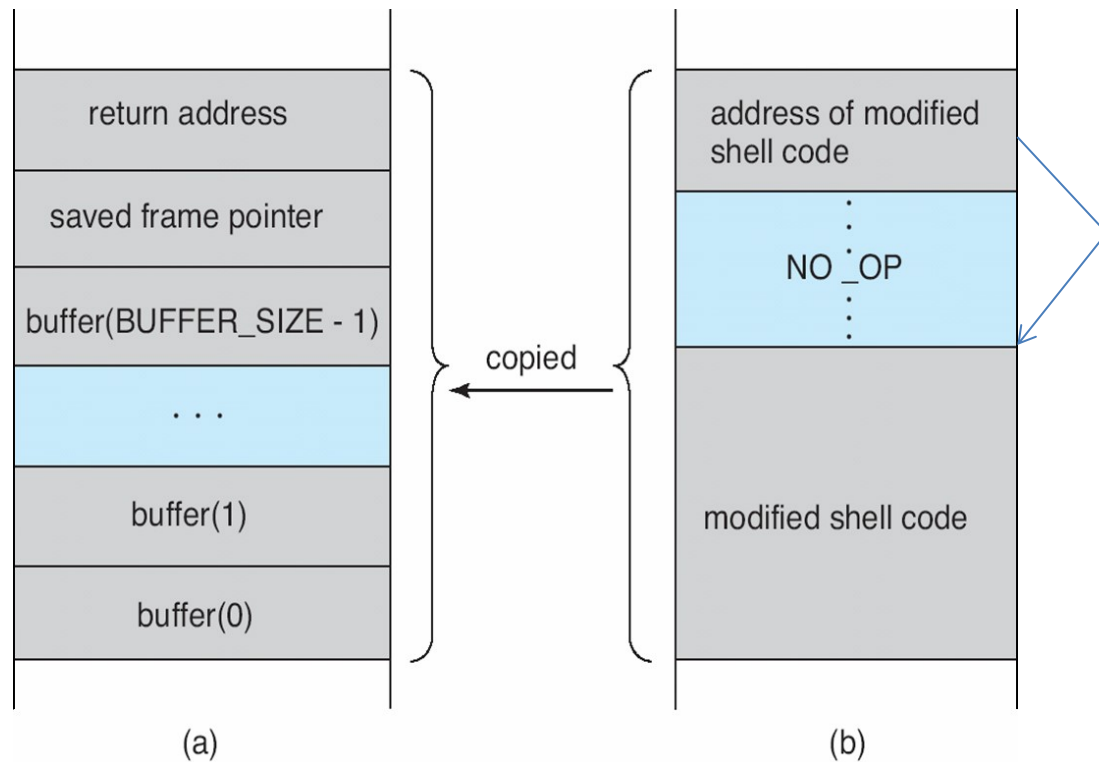 return address
saved frame pointer
buffer(BUFFER_SIZE - 1)
. . .
buffer(1)
buffer(0)
(a)
copied
address of modified
shell code
NO _OP
modified shell code
(b)